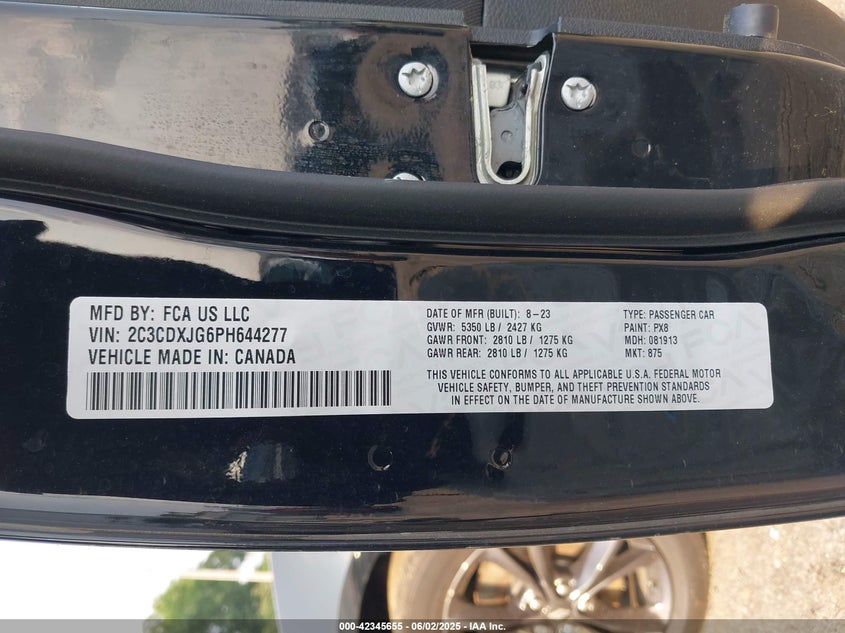 MFD BY: FCA US LLC
VIN: 2C3CDXJG6PH644277
VEHICLE MADE IN: CANADA
DATE OF MFR (BUILT): 8-23
GVWR: 5350 LB / 2427 KG
GAWR FRONT: 2810 LB / 1275 KG
GAWR REAR: 2810 LB / 1275 KG
TYPE: PASSENGER CAR
PAINT: PX8
MDH: 081913
MKT: 875
THIS VEHICLE CONFORMS TO ALL APPLICABLE U.S.A. FEDERAL MOTOR
VEHICLE SAFETY, BUMPER, AND THEFT PREVENTION STANDARDS
IN EFFECT ON THE DATE OF MANUFACTURE SHOWN ABOVE.
000-42345655 - 06/02/2025 - IAA Inc.